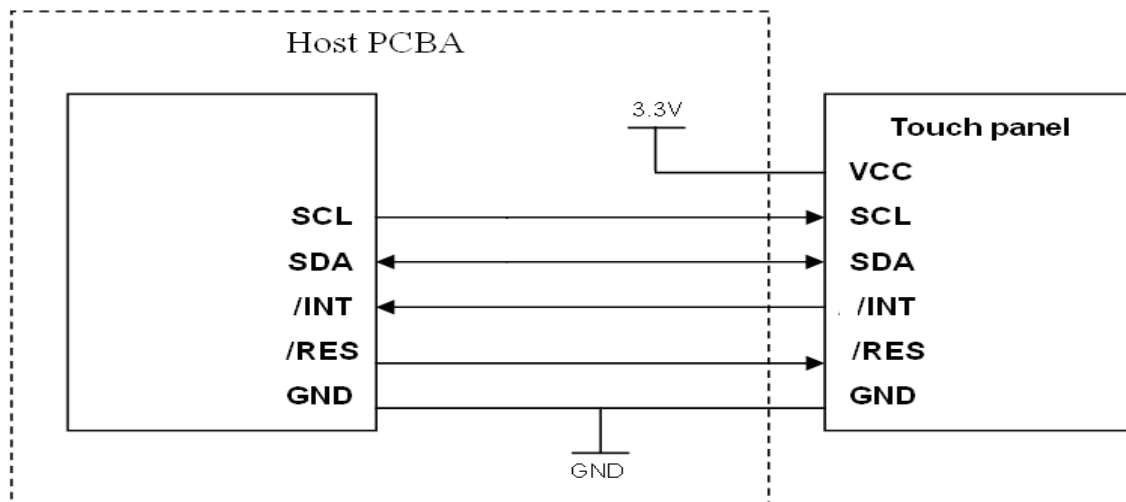 Host PCBA
3.3V
Touch panel
VCC
SCL
SCL
SDA
SDA
/INT
/INT
/RES
/RES
GND
GND
GND